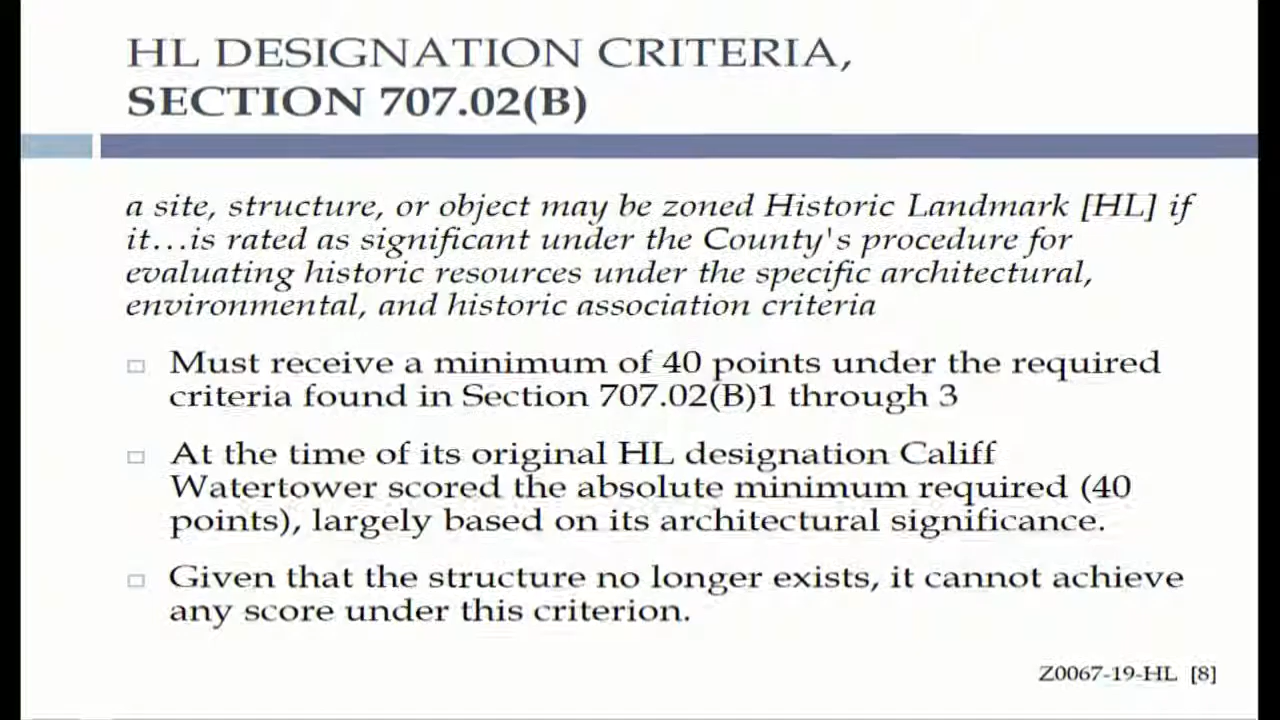 HL DESIGNATION CRITERIA,
SECTION 707.02(B)
a site, structure, or object may be zoned Historic Landmark [HL] if
it…is rated as significant under the County's procedure for
evaluating historic resources under the specific architectural,
environmental, and historic association criteria
Must receive a minimum of 40 points under the required
criteria found in Section 707.02(B)1 through 3
At the time of its original HL designation Califf
Watertower scored the absolute minimum required (40
points), largely based on its architectural significance.
Given that the structure no longer exists, it cannot achieve
any score under this criterion.
Z0067-19-HL [8]